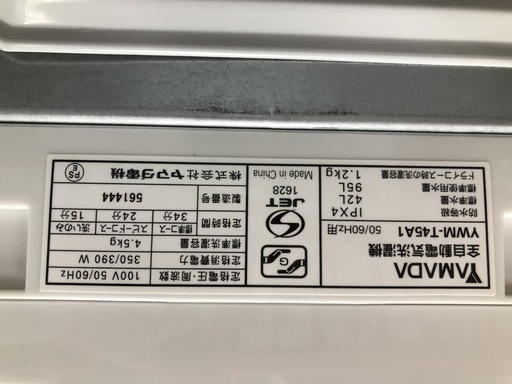 YAMADA
全自動電気洗濯機
YWM-T45A1 50/60Hz用
防水等級 IPX4
標準水量 42L
標準使用水量 95L
ドライコース時の洗濯容量 1.2kg
G
S
JET
1628
Made in China
定格電圧・周波数 100V 50/60Hz
定格消費電力 350/390 W
標準洗濯容量 4.5kg
定格時間 標準コース スピードコース 洗いのみ
34分 24分 15分
製造番号 561444
株式会社 ヤマダ電機
PS
E